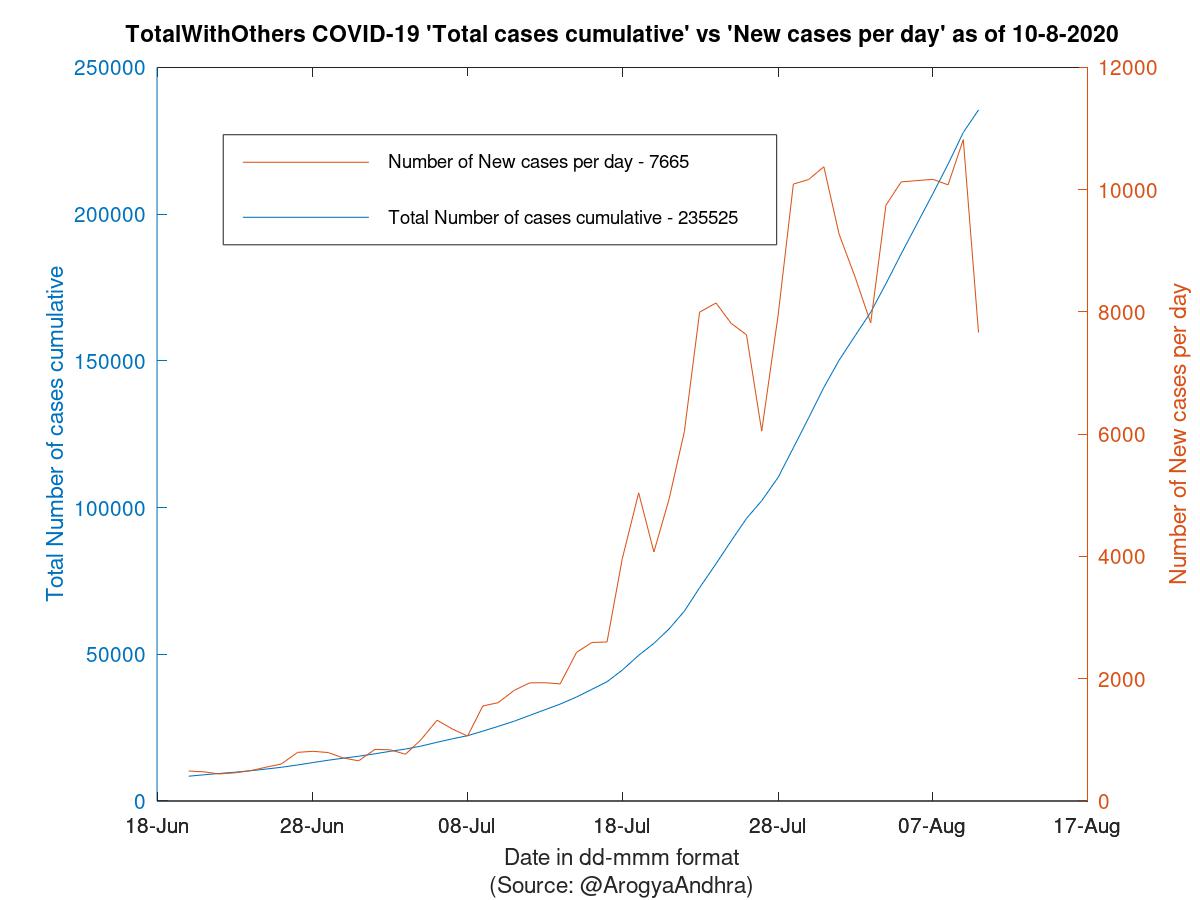 TotalWithOthers COVID-19 'Total cases cumulative' vs 'New cases per day' as of 10-8-2020
250000
200000
150000
100000
50000
0
Total Number of cases cumulative
Number of New cases per day - 7665
Total Number of cases cumulative - 235525
12000
10000
8000
6000
4000
2000
0
Number of New cases per day
18-Jun 28-Jun 08-Jul 18-Jul 28-Jul 07-Aug 17-Aug
Date in dd-mmm format
(Source: @ArogyaAndhra)